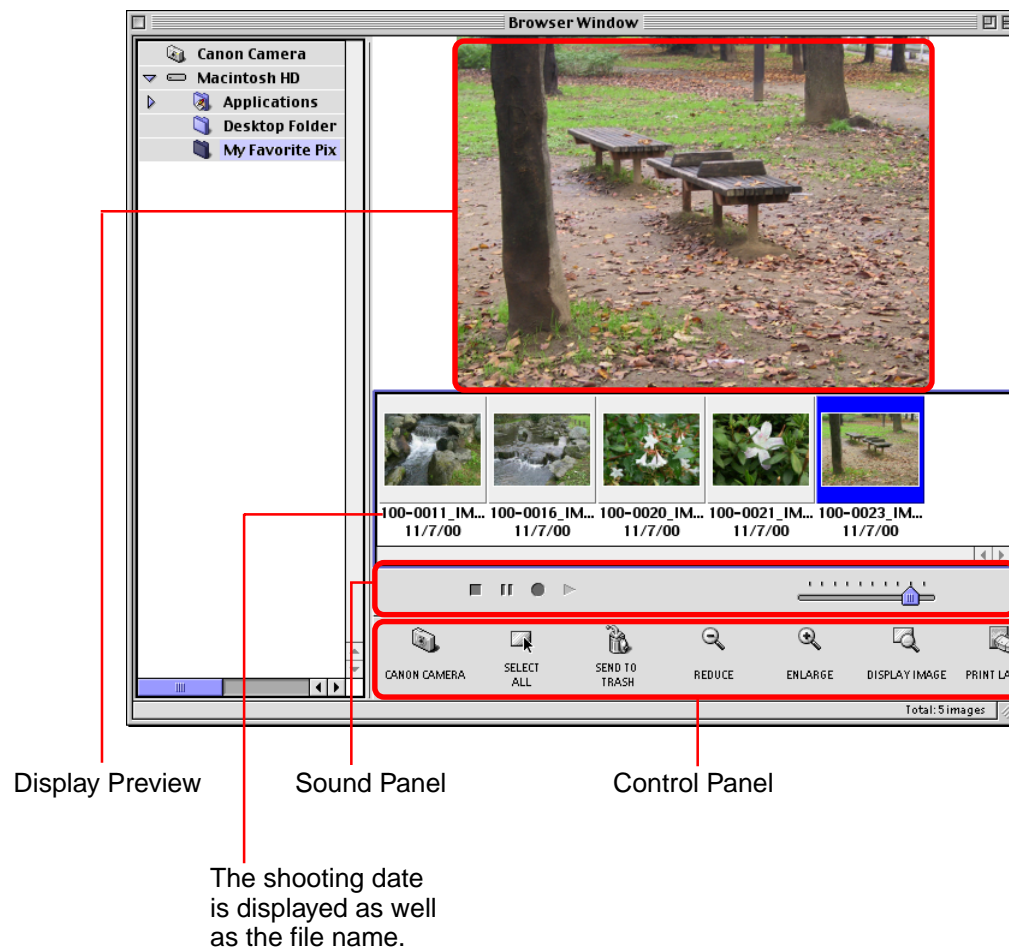 Browser Window
Canon Camera
Macintosh HD
Applications
Desktop Folder
My Favorite Pix
100-0011_IM... 100-0016_IM... 100-0020_IM... 100-0021_IM... 100-0023_IM...
11/7/00 11/7/00 11/7/00 11/7/00 11/7/00
CANON CAMERA
SELECT
ALL
SEND TO
TRASH
REDUCE
ENLARGE
DISPLAY IMAGE
PRINT LA
Total:5 images
Display Preview
Sound Panel
Control Panel
The shooting date
is displayed as well
as the file name.